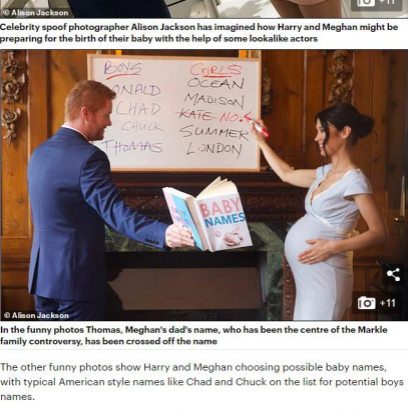 © Alison Jackson
+11
Celebrity spoof photographer Alison Jackson has imagined how Harry and Meghan might be
preparing for the birth of their baby with the help of some lookalike actors
BOYS
GIRLS
ONALD
OCEAN
CHAD
MADISON
CHUCK
KATE - NO
THOMAS
SUMMER
LONDON
BABY
NAMES
+11
© Alison Jackson
In the funny photos Thomas, Meghan's dad's name, who has been the centre of the Markle
family controversy, has been crossed off the name
The other funny photos show Harry and Meghan choosing possible baby names,
with typical American style names like Chad and Chuck on the list for potential boys
names.